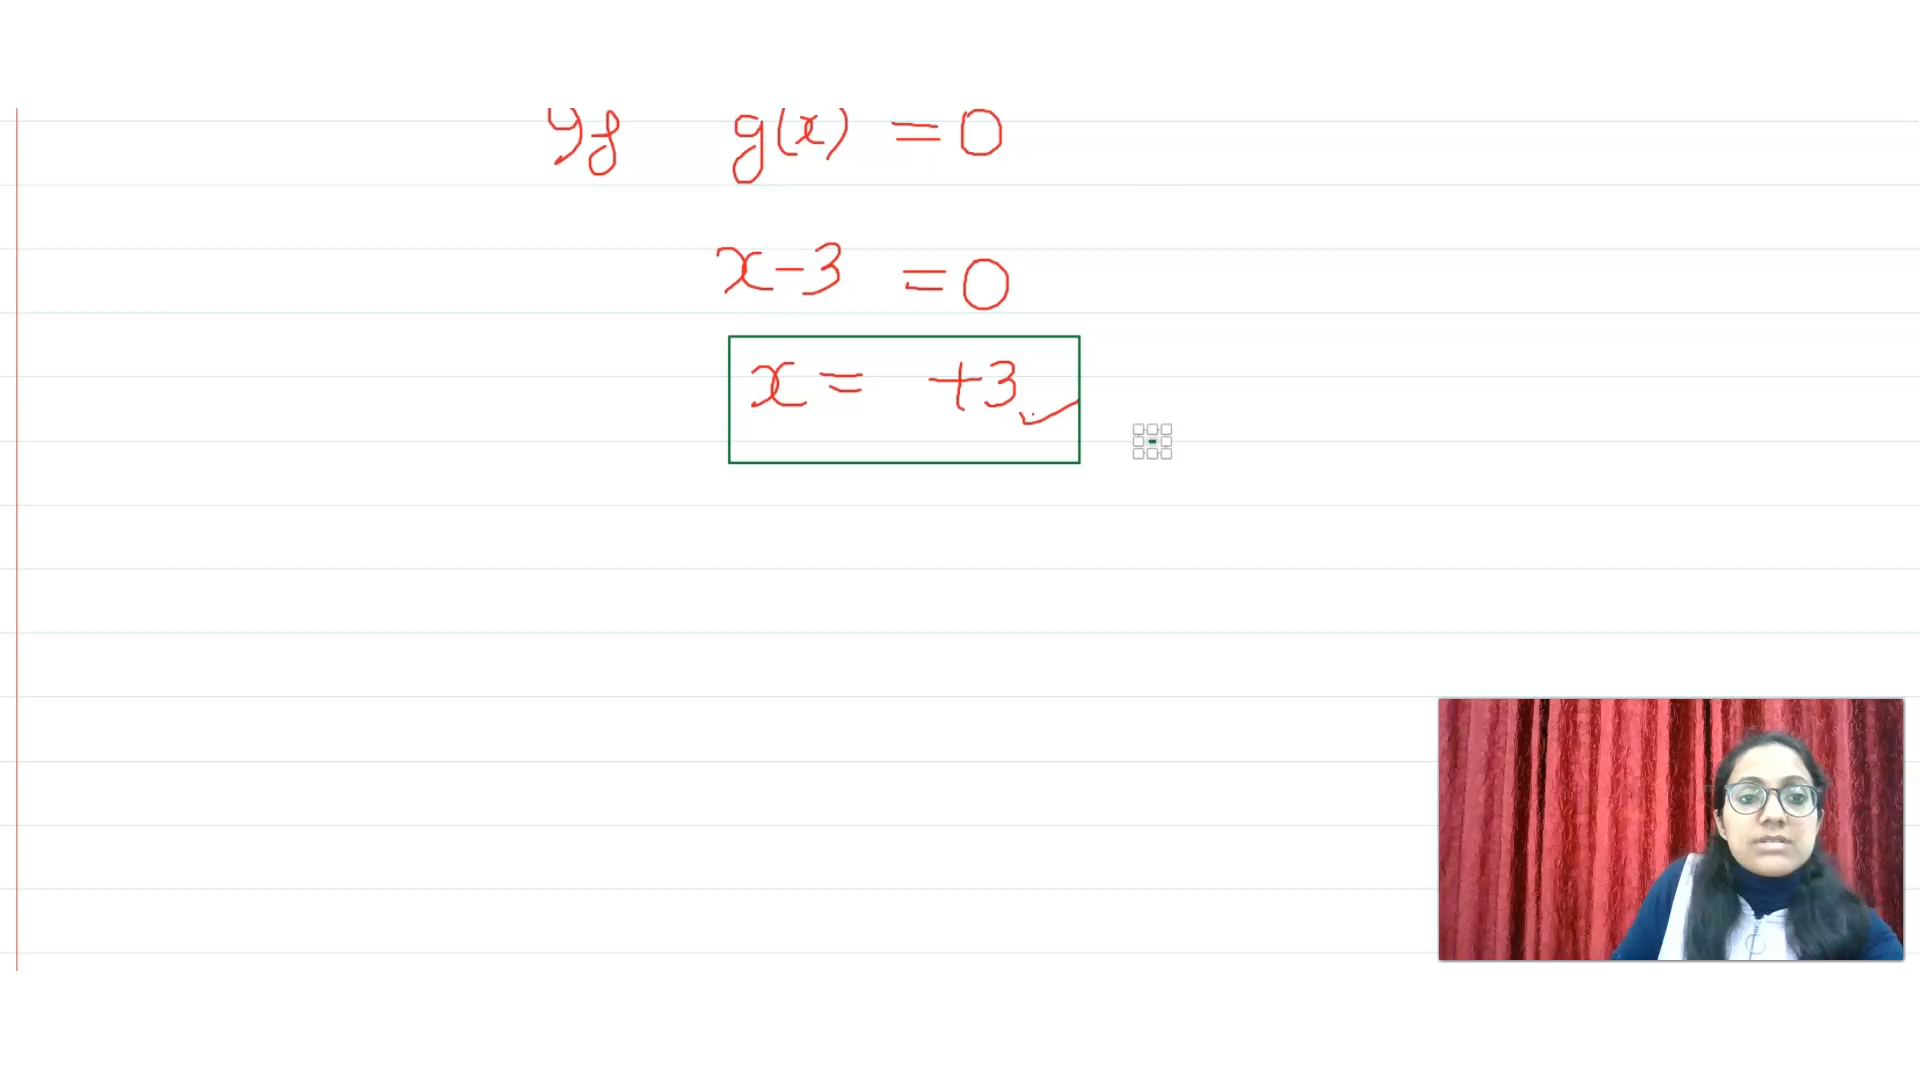 If g(x) = 0
x - 3 = 0
x = +3